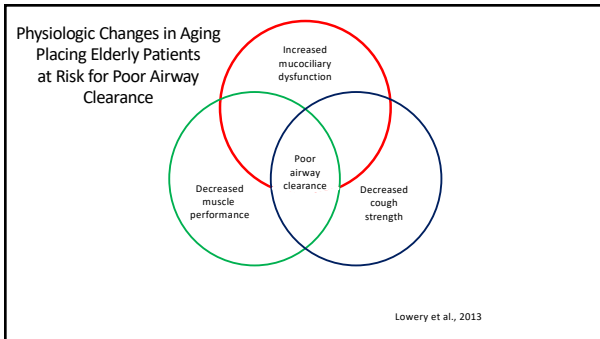 Physiologic Changes in Aging
Placing Elderly Patients
at Risk for Poor Airway
Clearance
Increased
mucociliary
dysfunction
Poor
airway
clearance
Decreased
muscle
performance
Decreased
cough
strength
Lowery et al., 2013